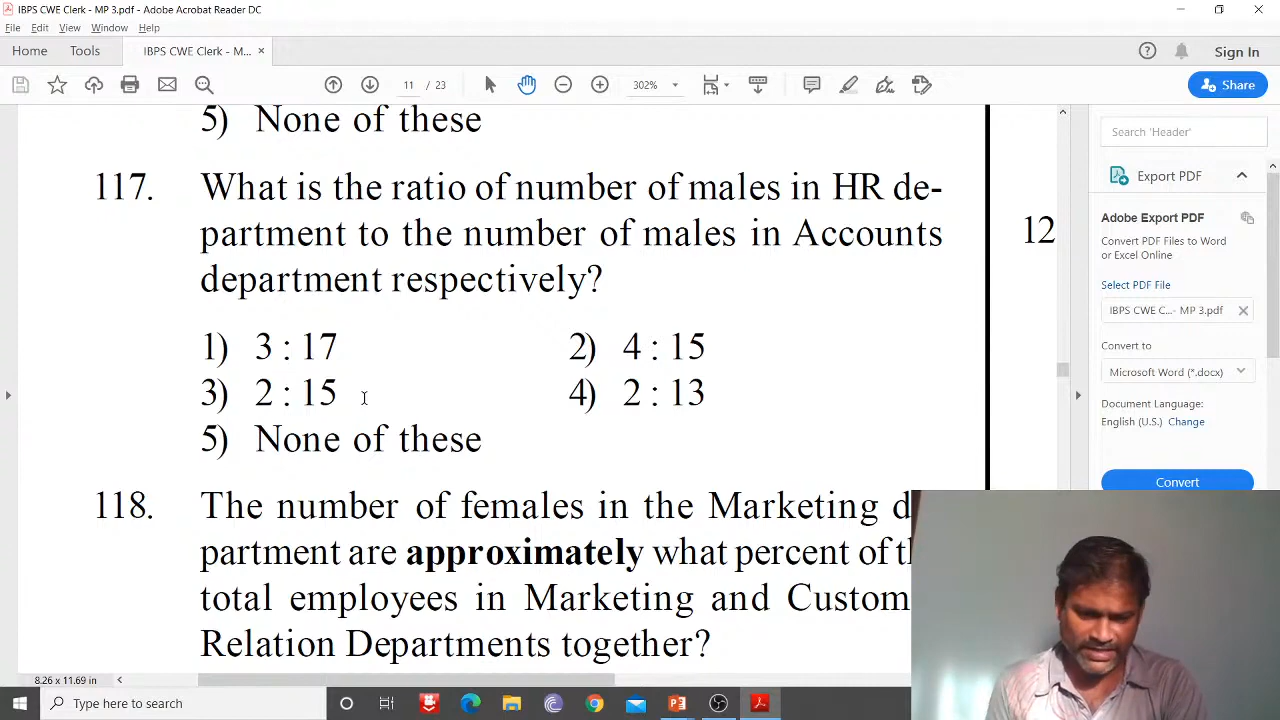 IBPS CWE Clerk - MP 3.pdf - Adobe Acrobat Reader DC
File Edit View Window Help
Home Tools IBPS CWE Clerk - M... × Sign In
11 / 23 302% Share
5) None of these
117. What is the ratio of number of males in HR de-
partment to the number of males in Accounts
department respectively?
1) 3 : 17 2) 4 : 15
3) 2 : 15 4) 2 : 13
5) None of these
118. The number of females in the Marketing d
partment are approximately what percent of t
total employees in Marketing and Custom
Relation Departments together?
12
8.26 x 11.69 in
Search 'Header'
Export PDF
Adobe Export PDF
Convert PDF Files to Word
or Excel Online
Select PDF File
IBPS CWE C...- MP 3.pdf ×
Convert to
Microsoft Word (*.docx)
Document Language:
English (U.S.) Change
Convert
Type here to search